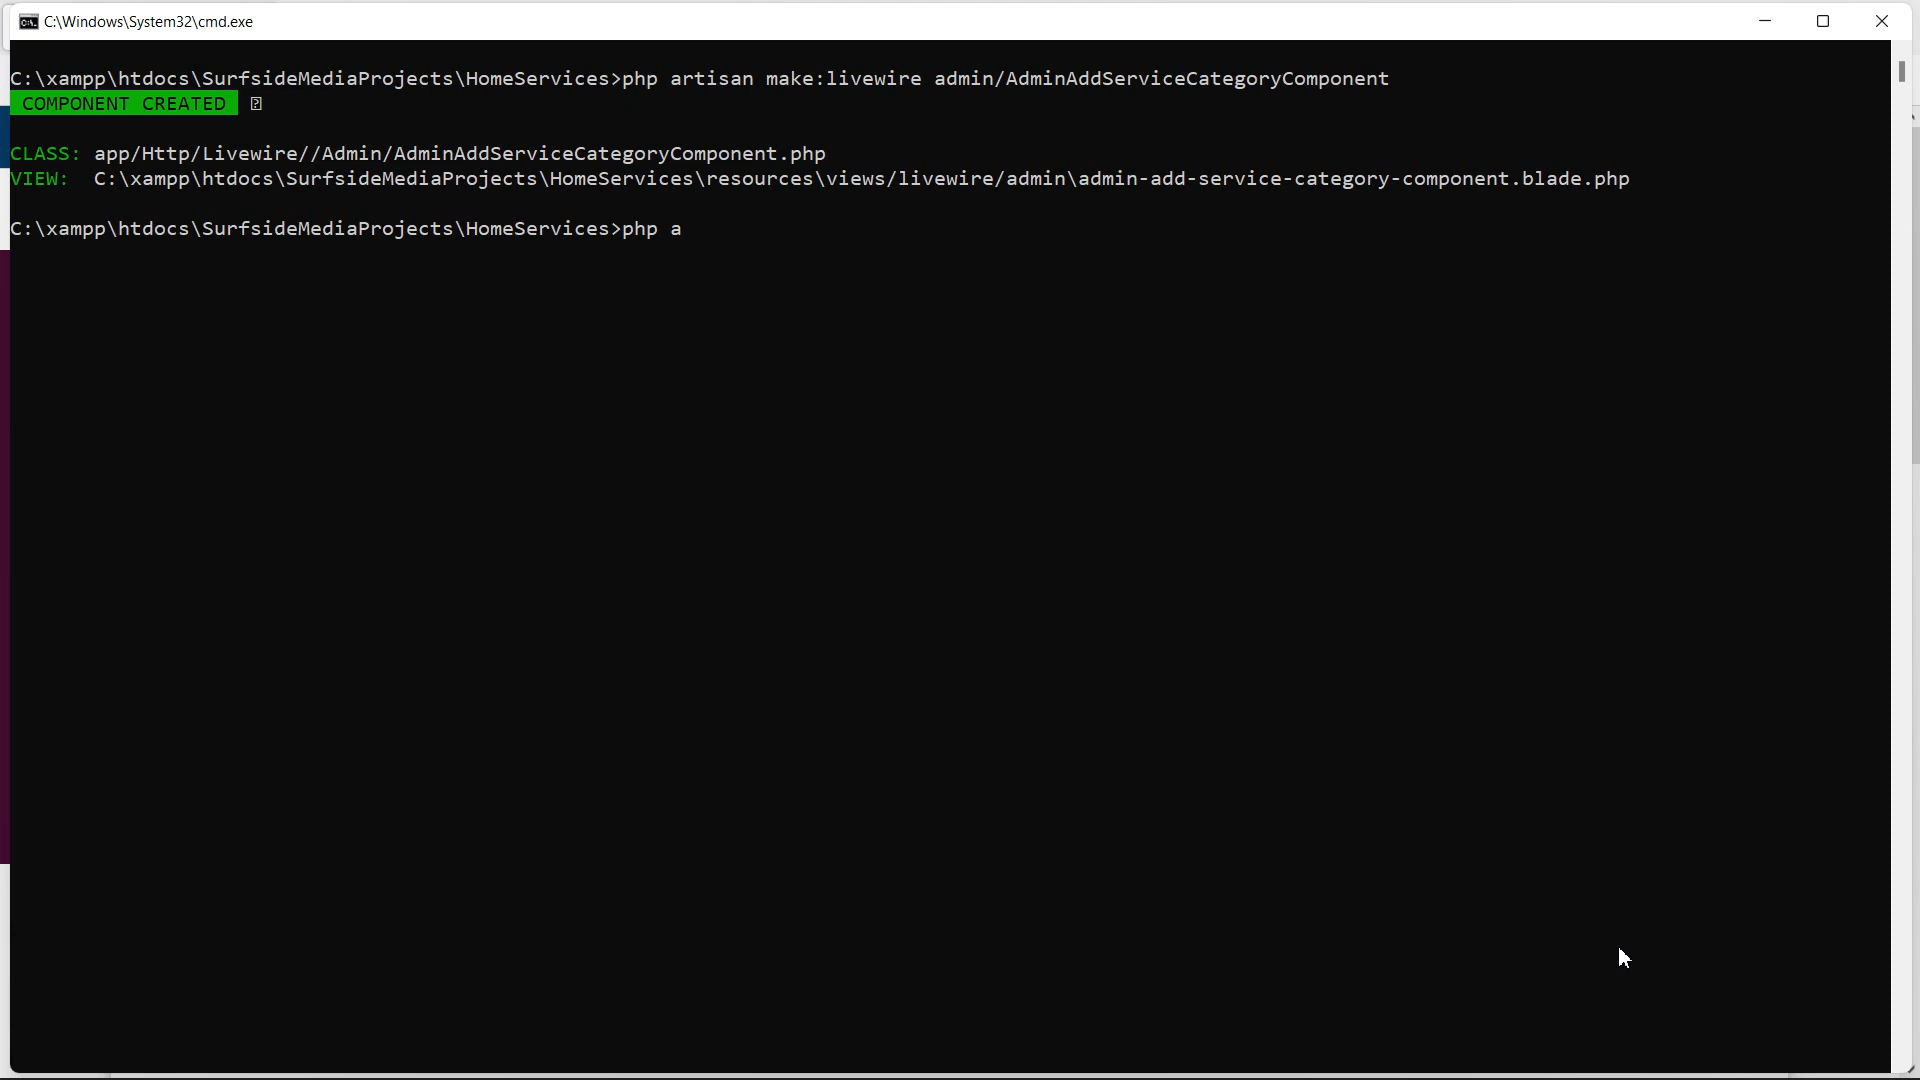 C:\Windows\System32\cmd.exe
C:\xampp\htdocs\SurfsideMediaProjects\HomeServices>php artisan make:livewire admin/AdminAddServiceCategoryComponent
COMPONENT CREATED
CLASS: app/Http/Livewire//Admin/AdminAddServiceCategoryComponent.php
VIEW:  C:\xampp\htdocs\SurfsideMediaProjects\HomeServices\resources\views/livewire/admin\admin-add-service-category-component.blade.php
C:\xampp\htdocs\SurfsideMediaProjects\HomeServices>php a